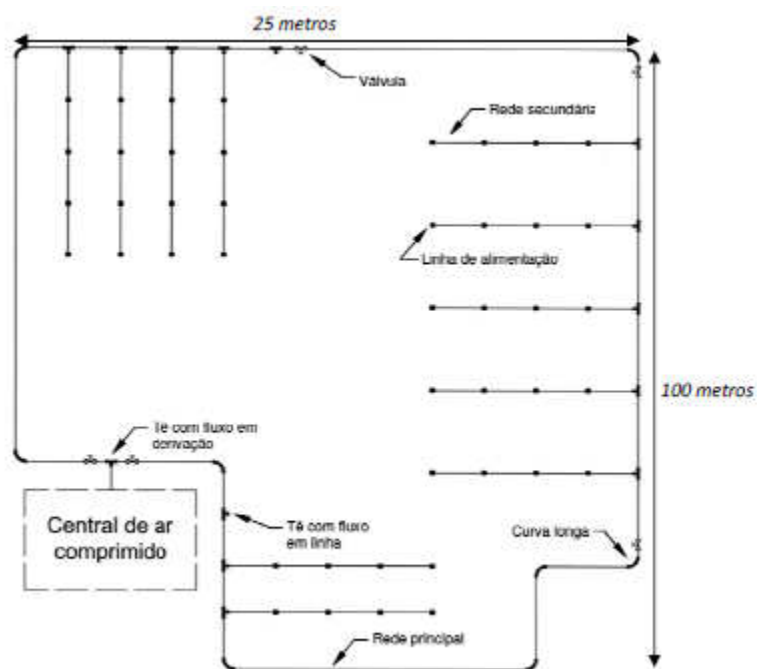 25 metros
Válvula
Rede secundária
Linha de alimentação
100 metros
Tê com fluxo em
derivação
Central de ar
comprimido
Tê com fluxo
em linha
Curva longa
Rede principal